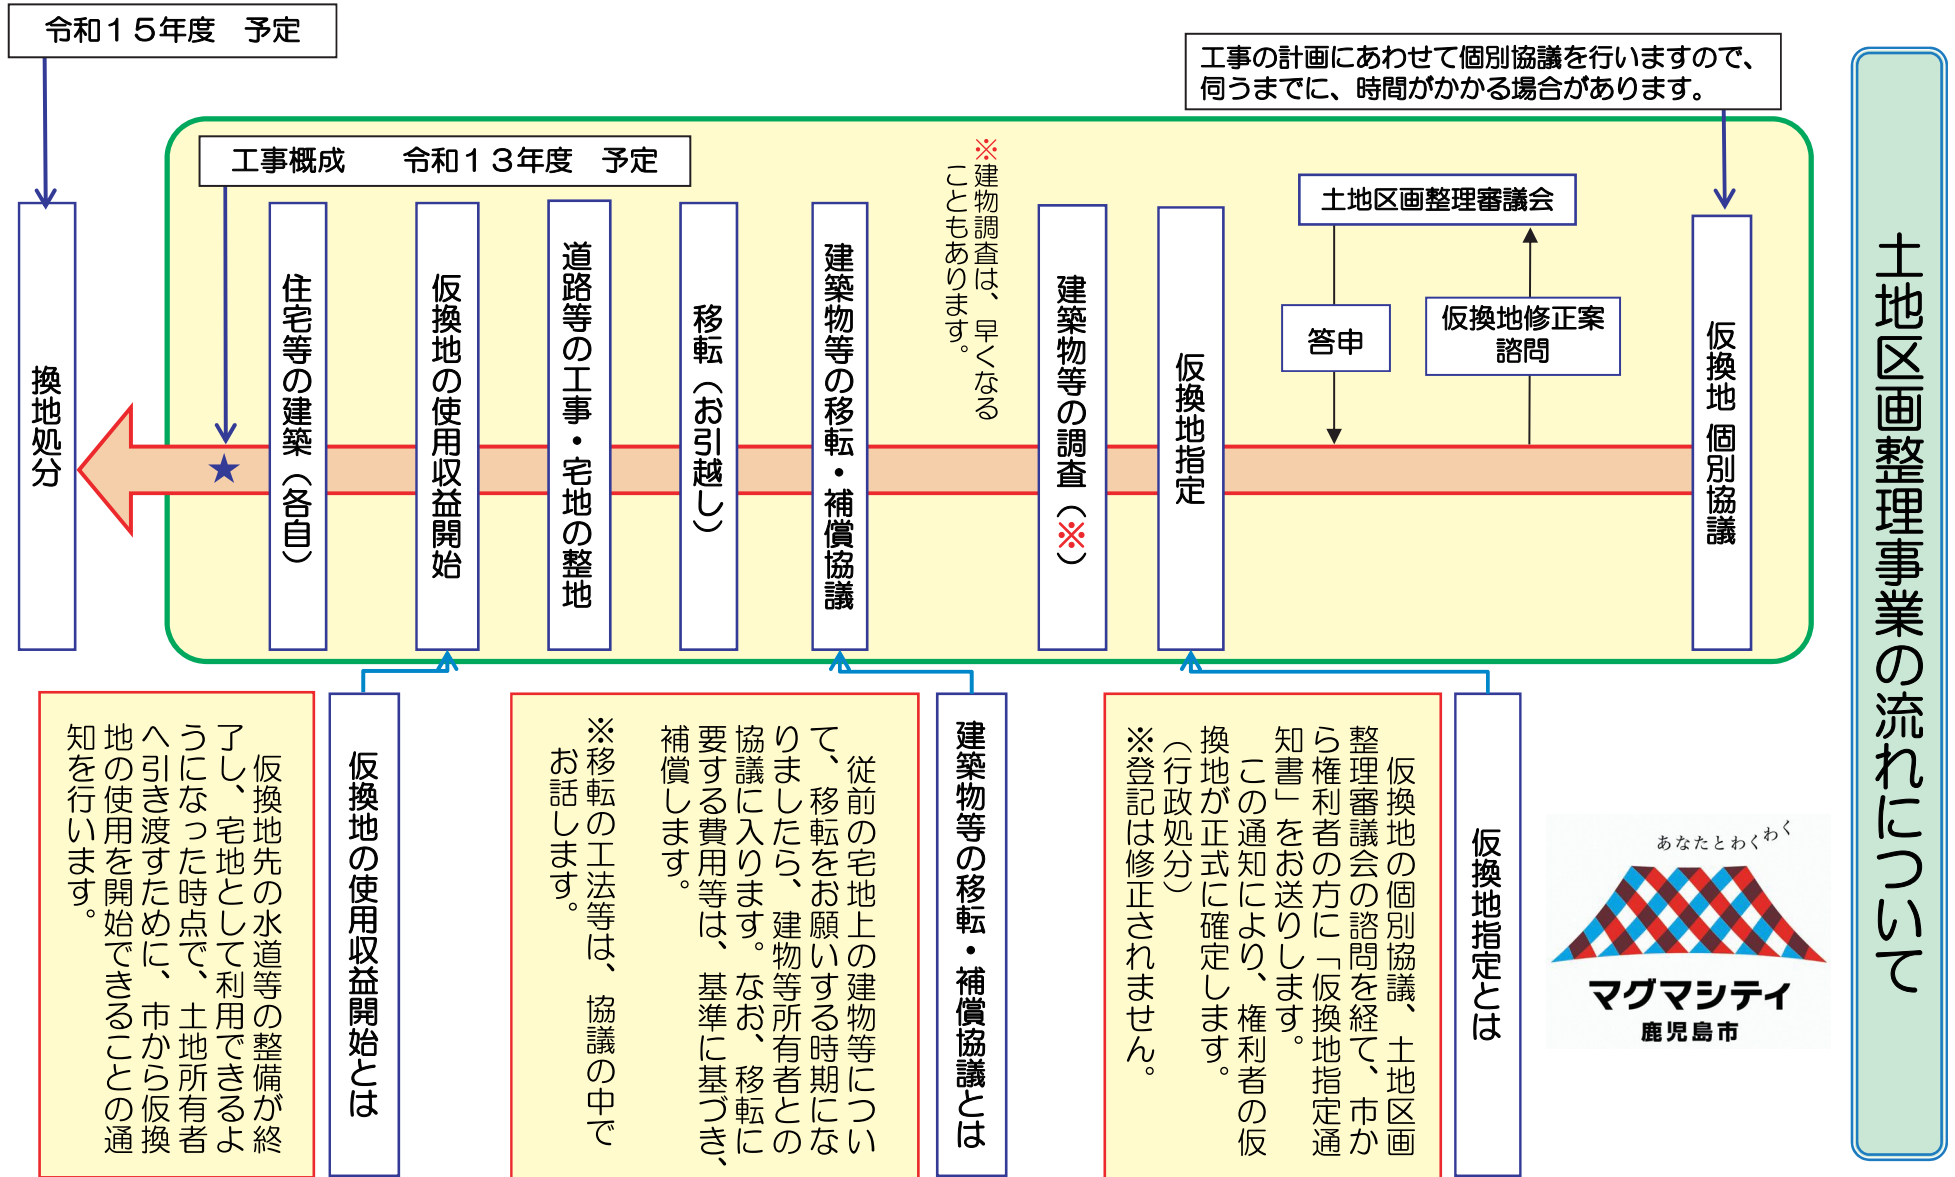 土地区画整理事業の流れについて
工事の計画にあわせて個別協議を行いますので、
伺うまでに、時間がかかる場合があります。
仮換地 個別協議
土地区画整理審議会
仮換地修正案
諮問
答申
仮換地指定
建築物等の調査（※）
※建物調査は、早くなる
こともあります。
建築物等の移転・補償協議
移転（お引越し）
道路等の工事・宅地の整地
仮換地の使用収益開始
住宅等の建築（各自）
工事概成　　令和１３年度　予定
★
令和１５年度　予定
換地処分
あなたとわくわく
マグマシティ
鹿児島市
仮換地指定とは
仮換地の個別協議、土地区画
整理審議会の諮問を経て、市か
ら権利者の方に「仮換地指定通
知書」をお送りします。
この通知により、権利者の仮
換地が正式に確定します。
（行政処分）
※登記は修正されません。
建築物等の移転・補償協議とは
従前の宅地上の建物等につい
て、移転をお願いする時期にな
りましたら、建物等所有者との
協議に入ります。なお、移転に
要する費用等は、基準に基づき、
補償します。
※移転の工法等は、協議の中で
お話します。
仮換地の使用収益開始とは
仮換地先の水道等の整備が終
了し、宅地として利用できるよ
うになった時点で、土地所有者
へ引き渡すために、市から仮換
地の使用を開始できることの通
知を行います。